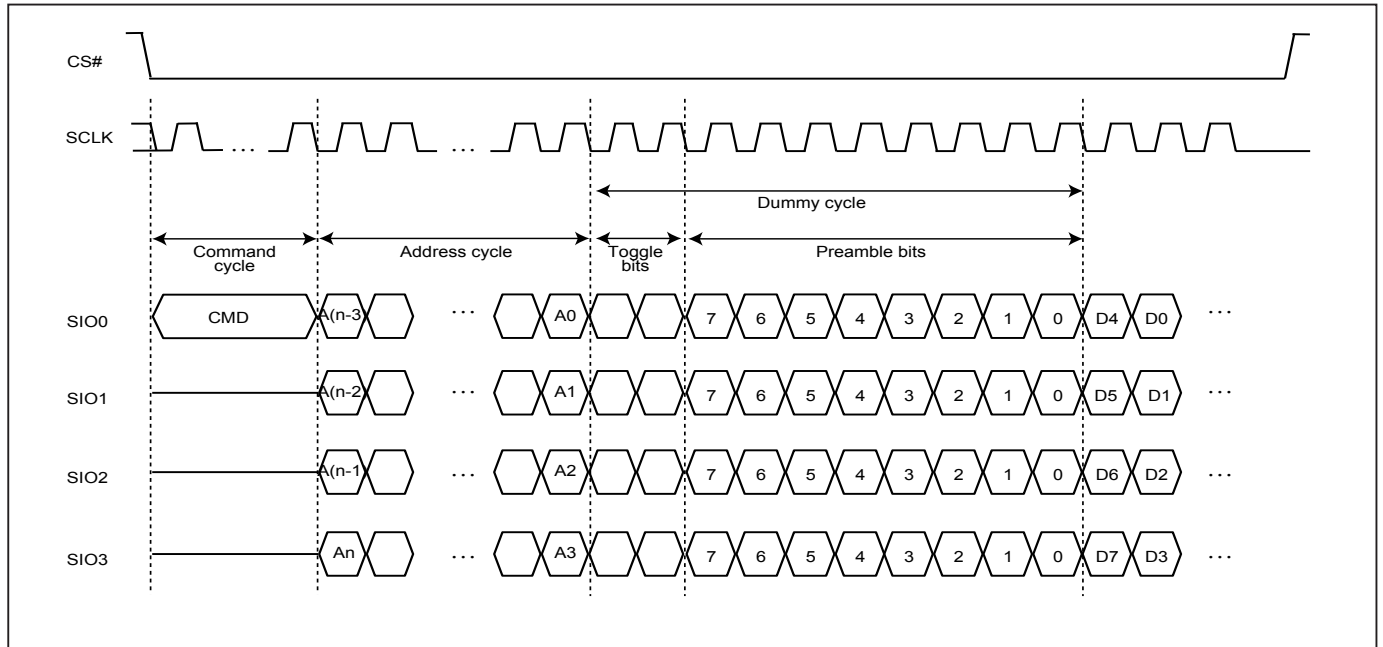 CS#
SCLK ... ...
Dummy cycle
Command cycle
Address cycle
Toggle bits
Preamble bits
SIO0 CMD A(n-3) ... A0 7 6 5 4 3 2 1 0 D4 D0 ...
SIO1 A(n-2) ... A1 7 6 5 4 3 2 1 0 D5 D1 ...
SIO2 A(n-1) ... A2 7 6 5 4 3 2 1 0 D6 D2 ...
SIO3 An ... A3 7 6 5 4 3 2 1 0 D7 D3 ...